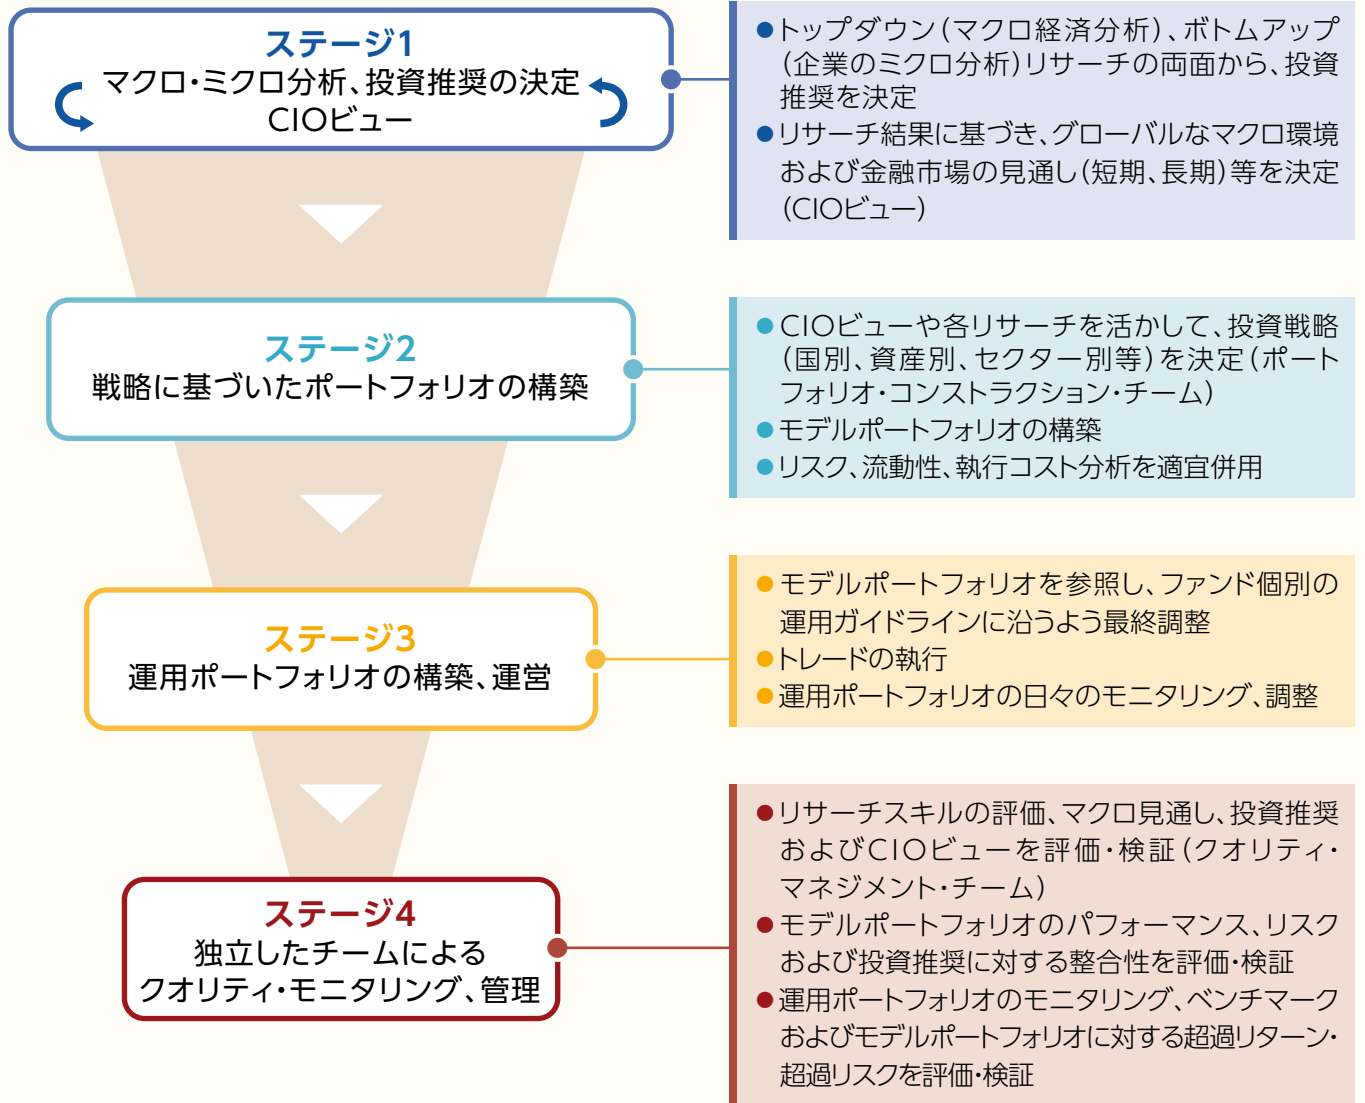 ステージ1
マクロ・ミクロ分析、投資推奨の決定
CIOビュー
●トップダウン(マクロ経済分析)、ボトムアップ
(企業のミクロ分析)リサーチの両面から、投資
推奨を決定
●リサーチ結果に基づき、グローバルなマクロ環境
および金融市場の見通し(短期、長期)等を決定
(CIOビュー)
ステージ2
戦略に基づいたポートフォリオの構築
●CIOビューや各リサーチを活かして、投資戦略
(国別、資産別、セクター別等)を決定(ポート
フォリオ・コンストラクション・チーム)
●モデルポートフォリオの構築
●リスク、流動性、執行コスト分析を適宜併用
ステージ3
運用ポートフォリオの構築、運営
●モデルポートフォリオを参照し、ファンド個別の
運用ガイドラインに沿うよう最終調整
●トレードの執行
●運用ポートフォリオの日々のモニタリング、調整
ステージ4
独立したチームによる
クオリティ・モニタリング、管理
●リサーチスキルの評価、マクロ見通し、投資推奨
およびCIOビューを評価・検証(クオリティ・
マネジメント・チーム)
●モデルポートフォリオのパフォーマンス、リスク
および投資推奨に対する整合性を評価・検証
●運用ポートフォリオのモニタリング、ベンチマーク
およびモデルポートフォリオに対する超過リターン・
超過リスクを評価・検証